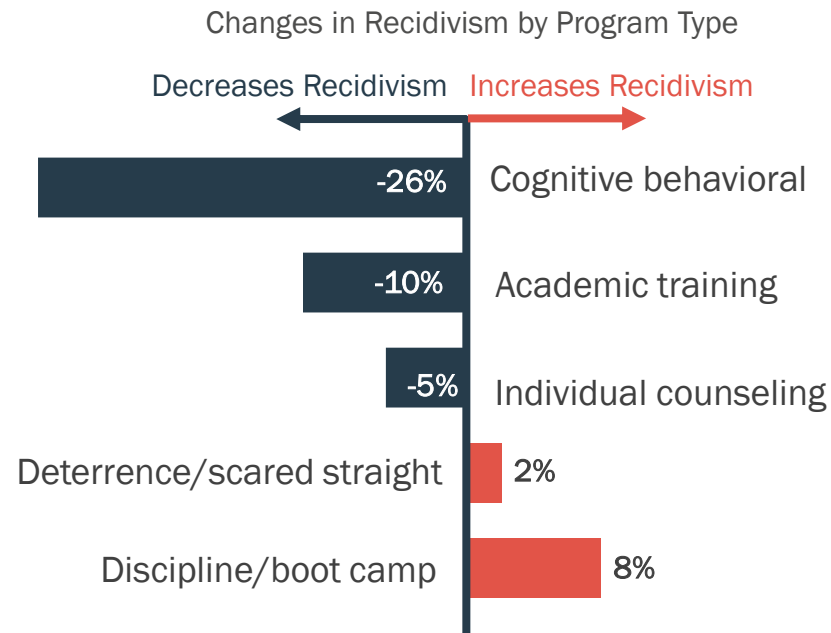 Changes in Recidivism by Program Type
Decreases Recidivism
Increases Recidivism
-26%
Cognitive behavioral
-10%
Academic training
-5%
Individual counseling
Deterrence/scared straight
2%
Discipline/boot camp
8%